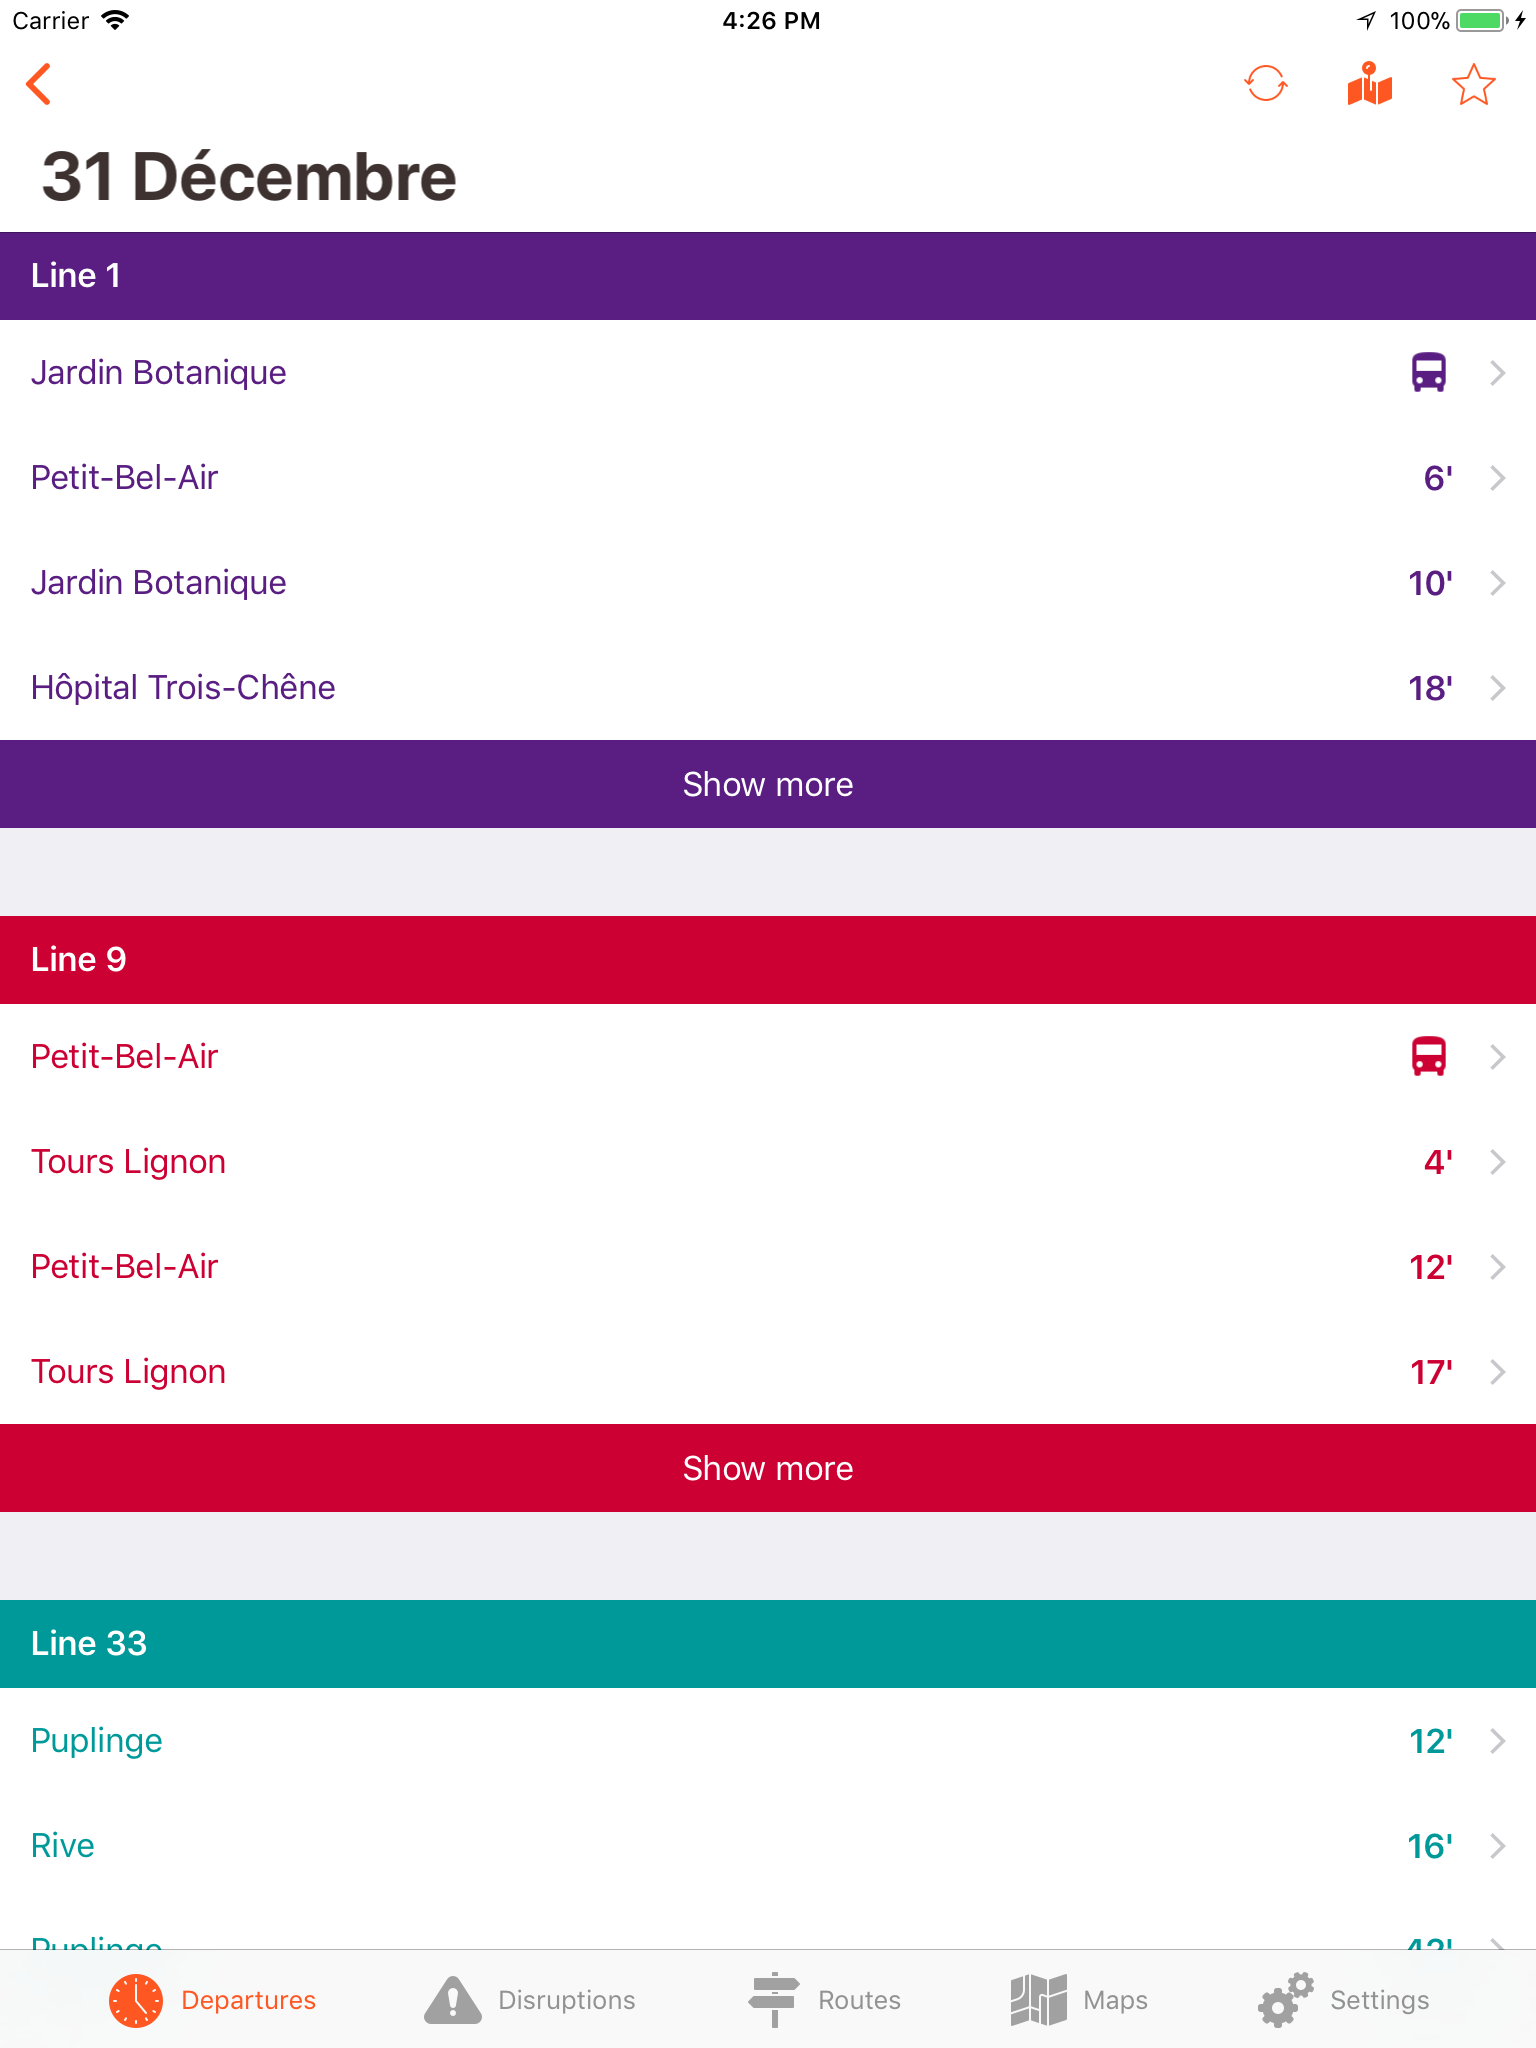 Carrier 4:26 PM 100%
31 Décembre
Line 1
Jardin Botanique
Petit-Bel-Air 6'
Jardin Botanique 10'
Hôpital Trois-Chêne 18'
Show more
Line 9
Petit-Bel-Air
Tours Lignon 4'
Petit-Bel-Air 12'
Tours Lignon 17'
Show more
Line 33
Puplinge 12'
Rive 16'
Puplinge 42'
Departures Disruptions Routes Maps Settings